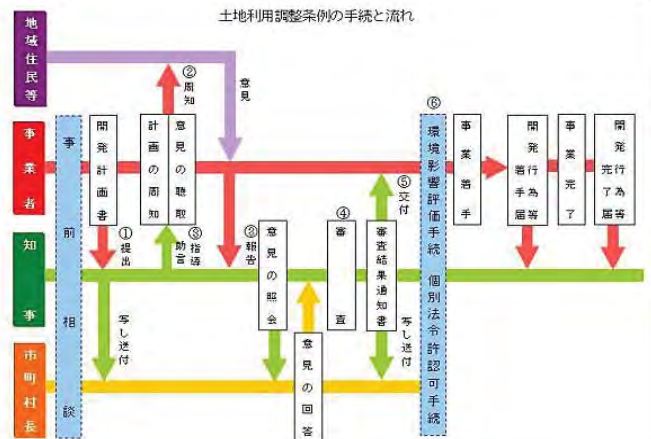 土地利用調整条例の手続と流れ
地域住民等
事業者
知事
市町村長
事前相談
開発計画書
①提出
写し送付
②周知
計画の周知
意見の聴取
助言
③指導
意見
③報告
意見の照会
意見の回答
④審査
⑤交付
審査結果通知書
写し送付
⑥
環境影響評価手続 個別法令許認可手続
事業着手
開発行為等着手届
事業完了
開発行為等完了届